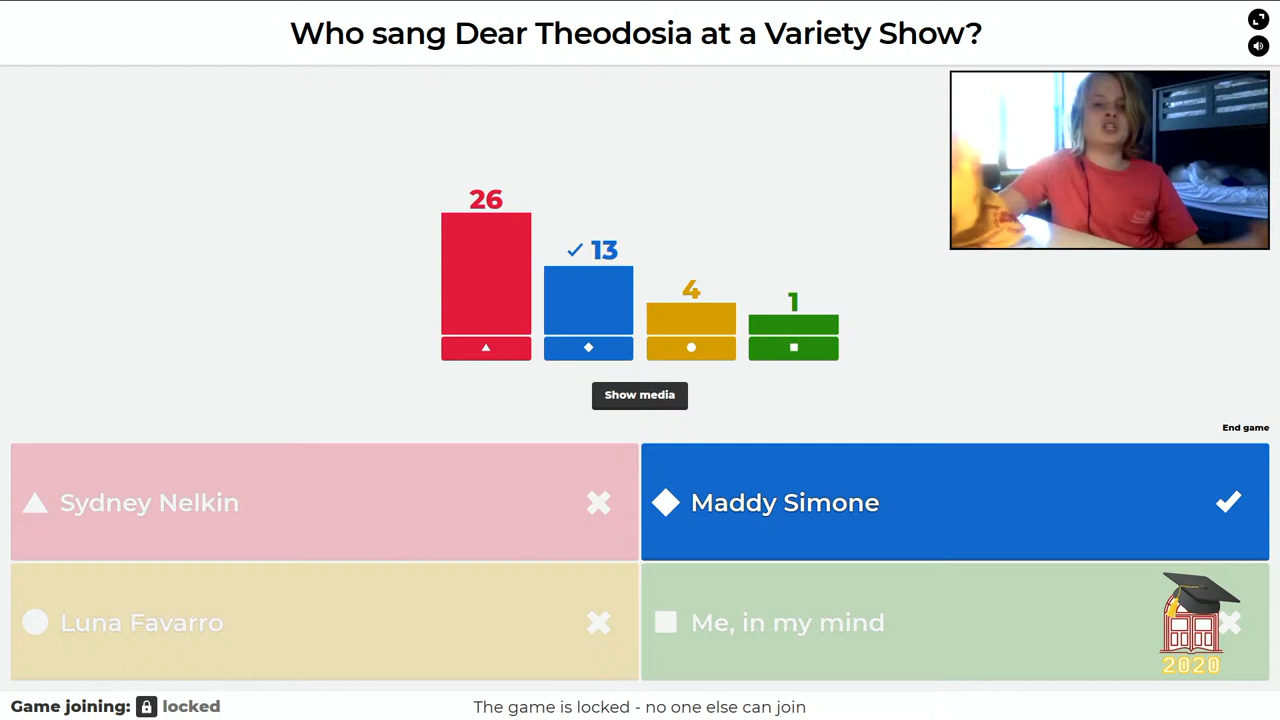 Who sang Dear Theodosia at a Variety Show?
26
13
4
1
Show media
End game
Sydney Nelkin
Maddy Simone
Luna Favarro
Me, in my mind
2020
Game joining: locked
The game is locked - no one else can join